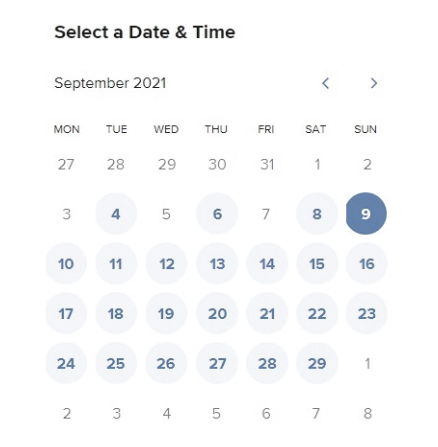 Select a Date & Time
September 2021
MON TUE WED THU FRI SAT SUN
27 28 29 30 31 1 2
3 4 5 6 7 8 9
10 11 12 13 14 15 16
17 18 19 20 21 22 23
24 25 26 27 28 29 1
2 3 4 5 6 7 8